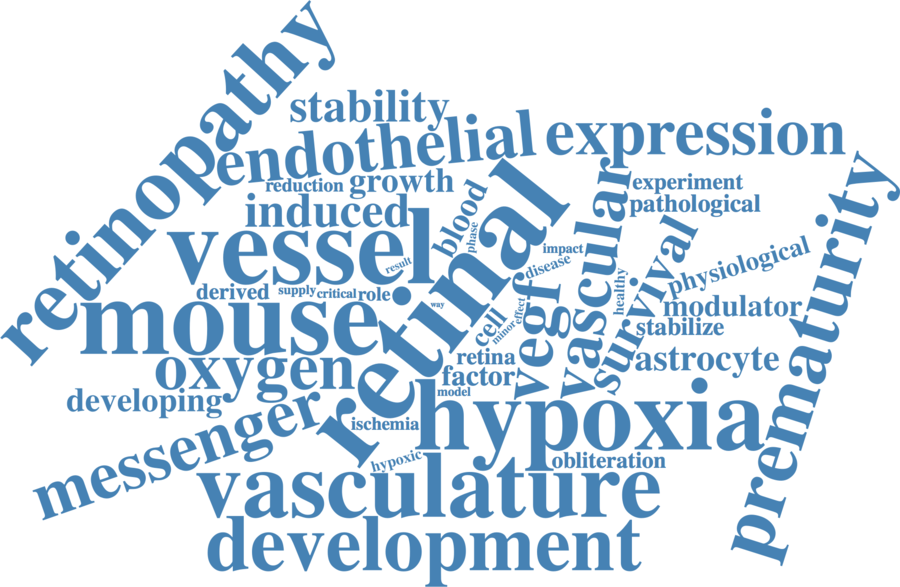 retinopathy
stability
endothelial
expression
reduction
growth
experiment
pathological
induced
blood
phase
retinal
vascular
vessel
result
impact
disease
healthy
survival
physiological
derived
supply
critical
role
way
mouse
cell
minor
effect
vegf
modulator
stabilize
prematurity
oxygen
retina
factor
astrocyte
developing
model
messenger
ischemia
hypoxia
hypoxic
obliteration
vasculature
development